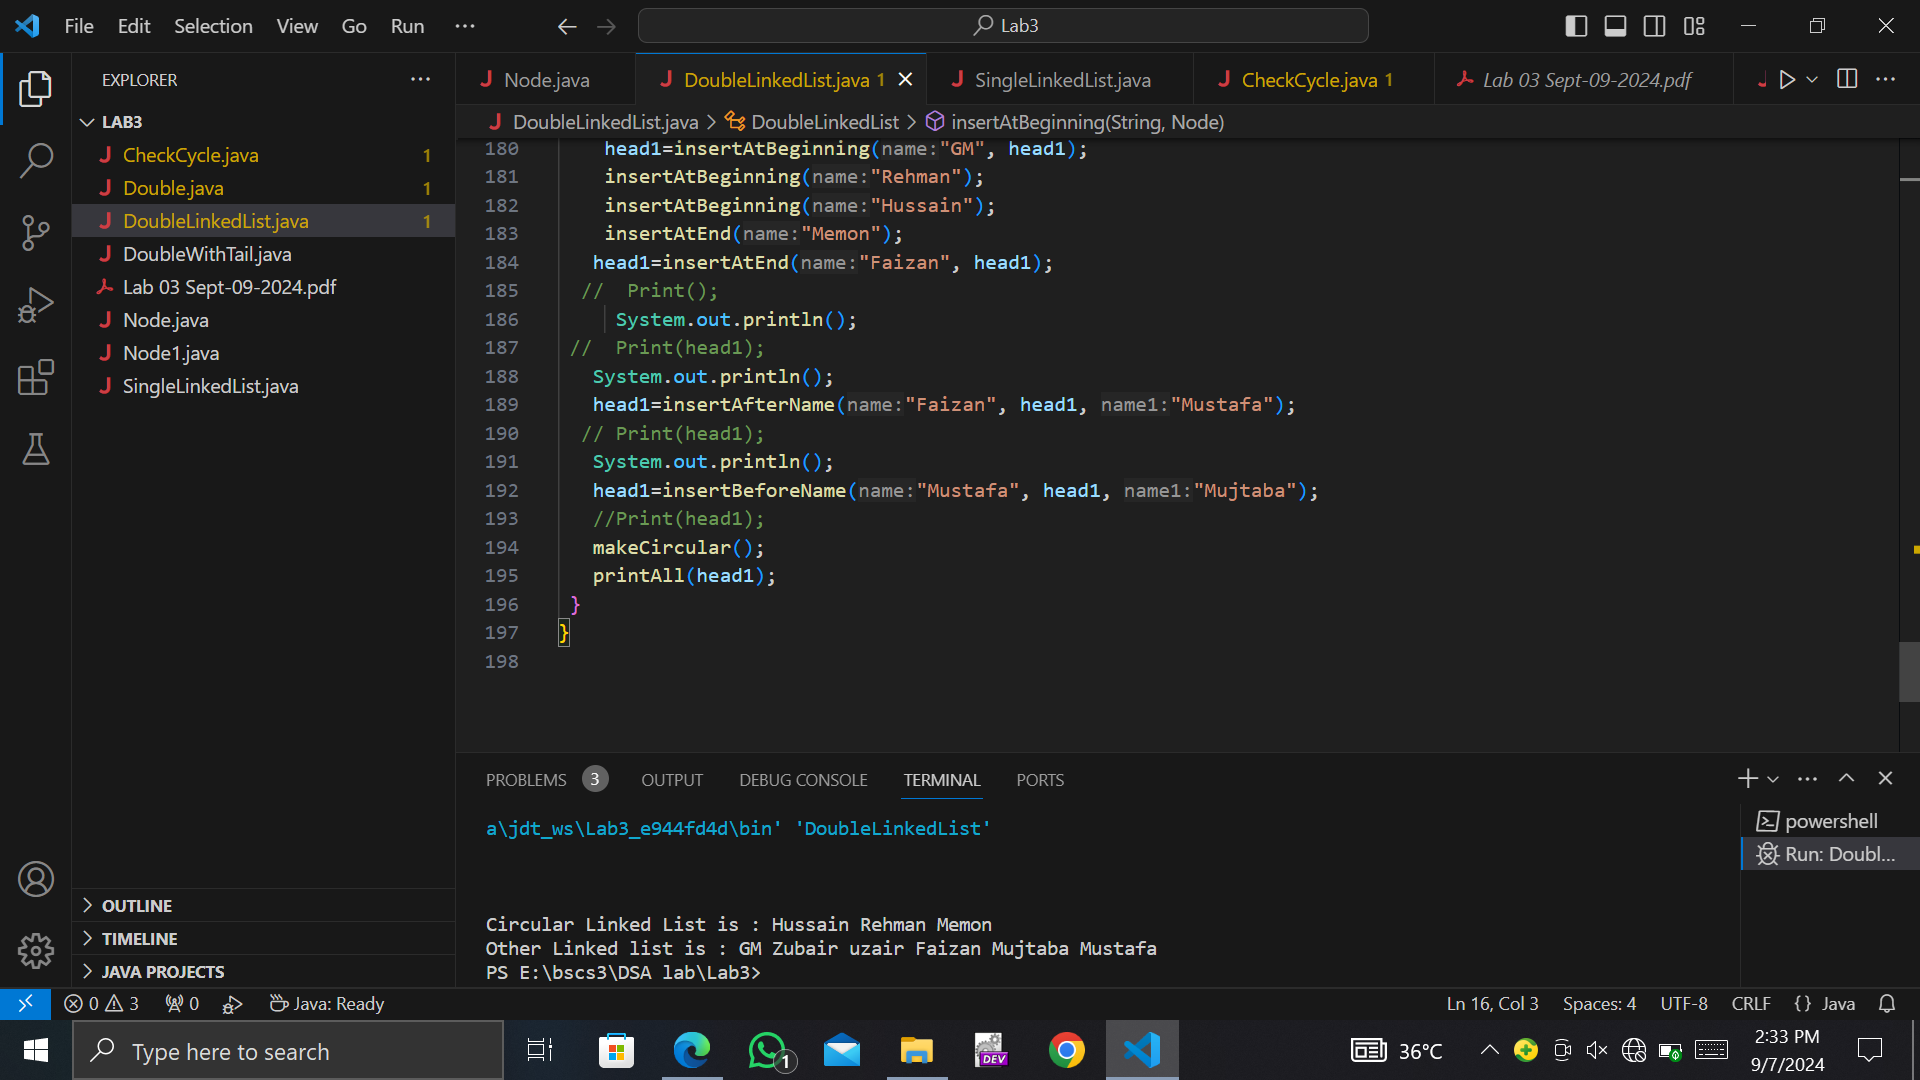 File Edit Selection View Go Run ··· Lab3
EXPLORER
LAB3
CheckCycle.java 1
Double.java 1
DoubleLinkedList.java 1
DoubleWithTail.java
Lab 03 Sept-09-2024.pdf
Node.java
Node1.java
SingleLinkedList.java
OUTLINE
TIMELINE
JAVA PROJECTS
Node.java DoubleLinkedList.java 1 SingleLinkedList.java CheckCycle.java 1 Lab 03 Sept-09-2024.pdf
DoubleLinkedList.java > DoubleLinkedList > insertAtBeginning(String, Node)
180 head1=insertAtBeginning(name:"GM", head1);
181 insertAtBeginning(name:"Rehman");
182 insertAtBeginning(name:"Hussain");
183 insertAtEnd(name:"Memon");
184 head1=insertAtEnd(name:"Faizan", head1);
185 // Print();
186 System.out.println();
187 // Print(head1);
188 System.out.println();
189 head1=insertAfterName(name:"Faizan", head1, name1:"Mustafa");
190 // Print(head1);
191 System.out.println();
192 head1=insertBeforeName(name:"Mustafa", head1, name1:"Mujtaba");
193 //Print(head1);
194 makeCircular();
195 printAll(head1);
196 }
197 }
198
PROBLEMS 3 OUTPUT DEBUG CONSOLE TERMINAL PORTS
a\jdt_ws\Lab3_e944fd4d\bin' 'DoubleLinkedList'
Circular Linked List is : Hussain Rehman Memon
Other Linked list is : GM Zubair uzair Faizan Mujtaba Mustafa
PS E:\bscs3\DSA lab\Lab3>
powershell
Run: Doubl...
0 3 0 Java: Ready Ln 16, Col 3 Spaces: 4 UTF-8 CRLF {} Java
Type here to search
DEV
1
36°C
2:33 PM
9/7/2024